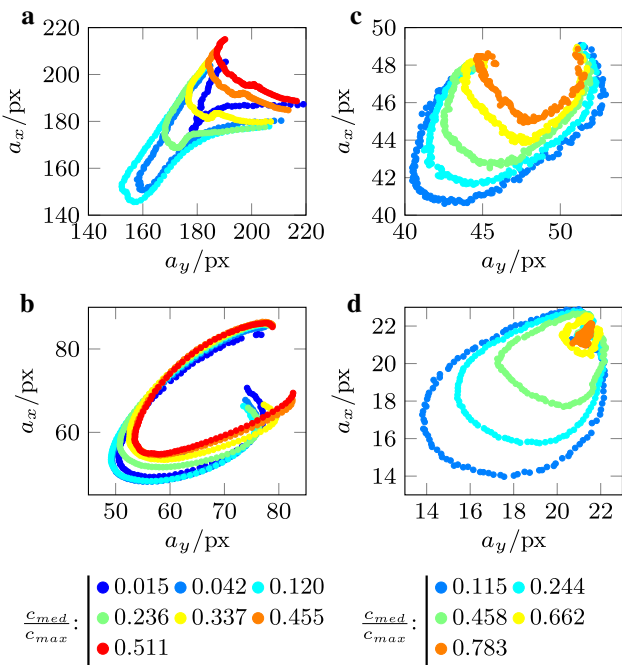 a
220
200
180
160
140
a_x/px
140 160 180 200 220
a_y/px
c
50
48
46
44
42
40
a_x/px
40 45 50
a_y/px
b
80
60
a_x/px
50 60 70 80
a_y/px
d
22
20
18
16
14
a_x/px
14 16 18 20 22
a_y/px
c_med/c_max:
0.015 0.042 0.120
0.236 0.337 0.455
0.511
c_med/c_max:
0.115 0.244
0.458 0.662
0.783